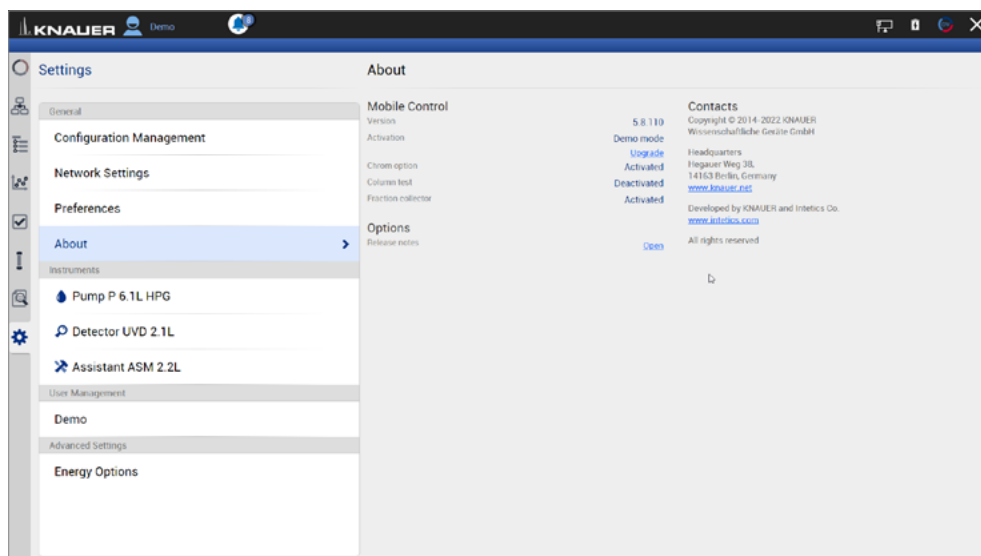 KNAUER Demo 8
Settings
General
Configuration Management
Network Settings
Preferences
About
Instruments
Pump P 6.1L HPG
Detector UVD 2.1L
Assistant ASM 2.2L
User Management
Demo
Advanced Settings
Energy Options
About
Mobile Control
Version 5.8.110
Activation Demo mode
Upgrade
Chrom option Activated
Column test Deactivated
Fraction collector Activated
Options
Release notes Open
Contacts
Copyright © 2014-2022 KNAUER
Wissenschaftliche Geräte GmbH
Headquarters
Hegauer Weg 38,
14163 Berlin, Germany
www.knauer.net
Developed by KNAUER and Intetics Co.
www.intetics.com
All rights reserved